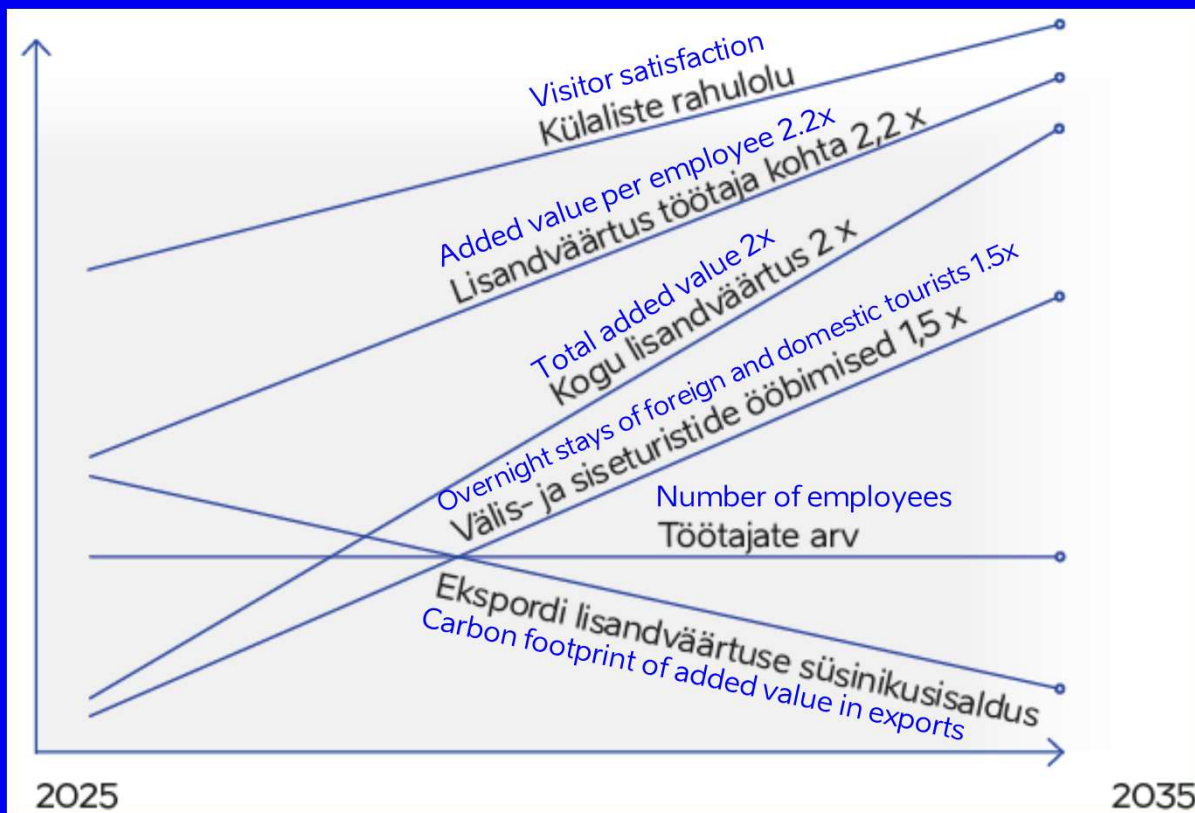 Visitor satisfaction
Külaliste rahulolu
Added value per employee 2.2x
Lisandväärtus töötaja kohta 2,2 x
Total added value 2x
Kogu lisandväärtus 2 x
Overnight stays of foreign and domestic tourists 1.5x
Välis- ja siseturistide ööbimised 1,5 x
Number of employees
Töötajate arv
Ekspordi lisandväärtuse süsinikusisaldus
Carbon footprint of added value in exports
2025
2035